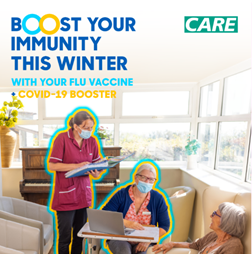 BOOST YOUR
IMMUNITY
THIS WINTER
WITH YOUR FLU VACCINE
+ COVID-19 BOOSTER
CARE